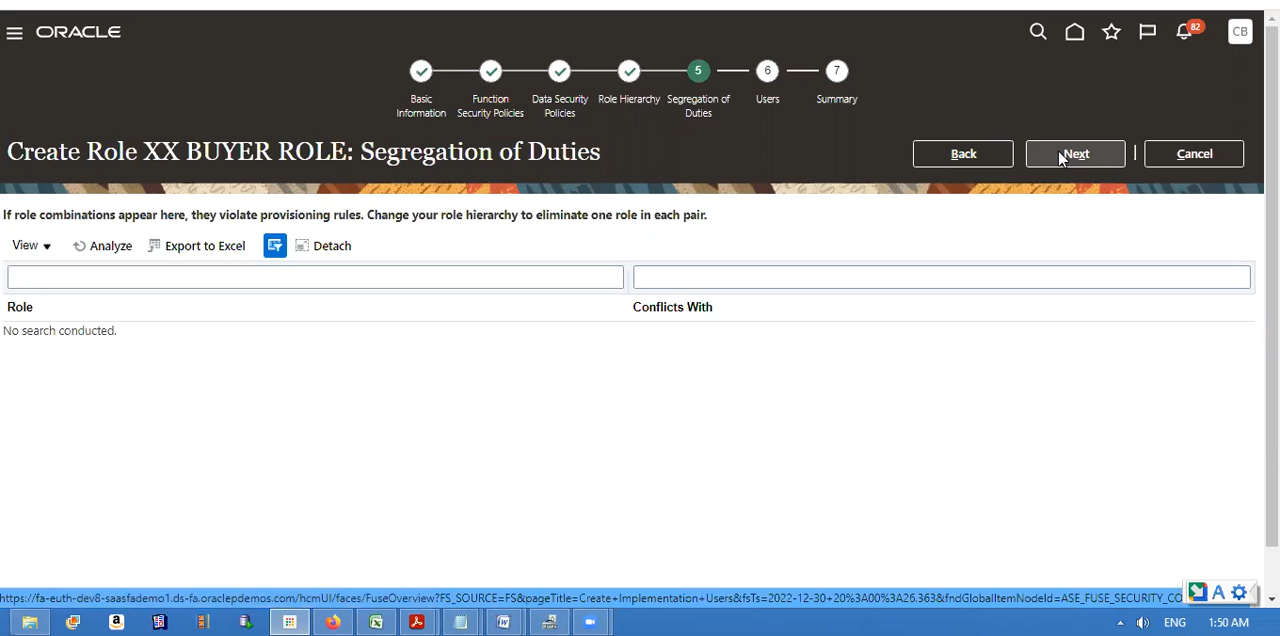 ORACLE
82
CB
5
6
7
Basic Information
Function Security Policies
Data Security Policies
Role Hierarchy
Segregation of Duties
Users
Summary
Create Role XX BUYER ROLE: Segregation of Duties
Back
Next
Cancel
If role combinations appear here, they violate provisioning rules. Change your role hierarchy to eliminate one role in each pair.
View
Analyze
Export to Excel
Detach
Role
Conflicts With
No search conducted.
https://fa-euth-dev8-saasfademo1.ds-fa.oraclepdemos.com/hcmUI/faces/FuseOverview?FS_SOURCE=FS&pageTitle=Create+Implementation+Users&fsTs=2022-12-30+20%3A00%3A26.363&fndGlobalItemNodeId=ASE_FUSE_SECURITY_CO
A
ENG
1:50 AM